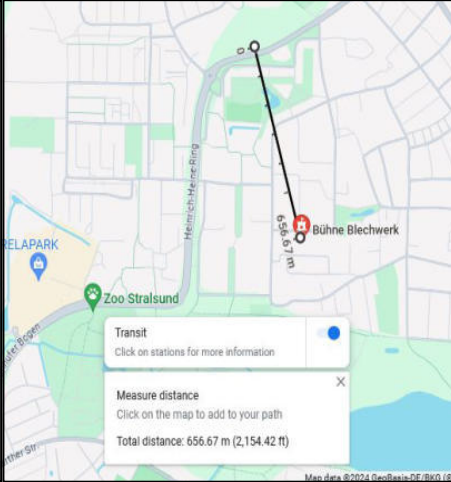 0
Heinrich-Heine-Ring
656.67 m
Bühne Blechwerk
RELAPARK
Zoo Stralsund
Transit
Click on stations for more information
Measure distance
X
Click on the map to add to your path
Total distance: 656.67 m (2,154.42 ft)
Bogen
Map data ©2024 GeoBasis-DE/BKG (©